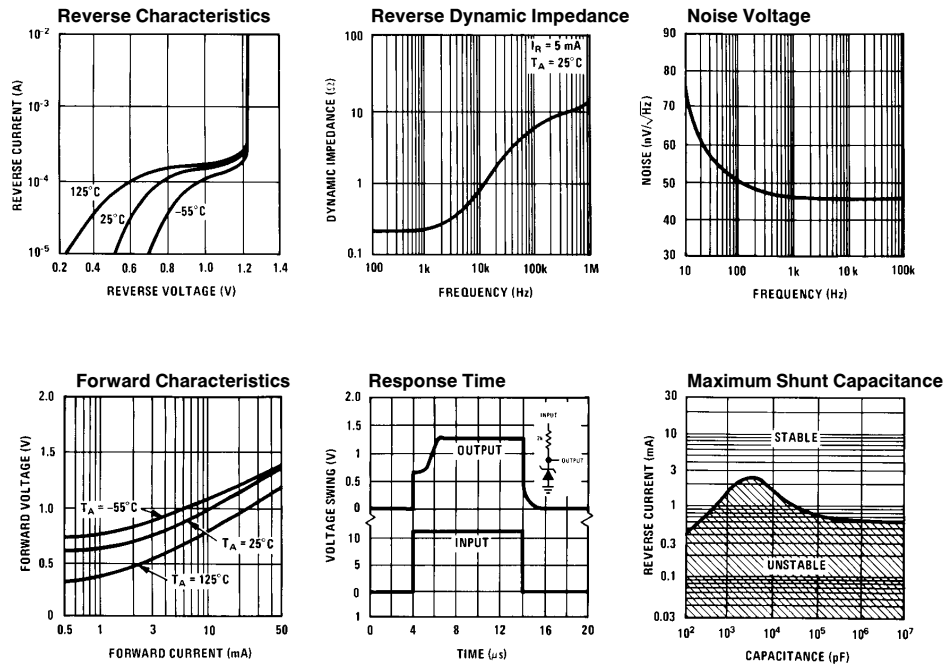 Reverse Characteristics
REVERSE CURRENT (A)
10-2
10-3
10-4
10-5
125°C
25°C
-55°C
0.2 0.4 0.6 0.8 1.0 1.2 1.4
REVERSE VOLTAGE (V)
Reverse Dynamic Impedance
DYNAMIC IMPEDANCE (Ω)
100
10
1
0.1
IR = 5 mA
TA = 25°C
100 1k 10k 100k 1M
FREQUENCY (Hz)
Noise Voltage
NOISE (nV/√Hz)
90
80
70
60
50
40
30
10 100 1k 10k 100k
FREQUENCY (Hz)
Forward Characteristics
FORWARD VOLTAGE (V)
2.0
1.5
1.0
0.5
0
TA = -55°C
TA = 25°C
TA = 125°C
0.5 1 3 10 50
FORWARD CURRENT (mA)
Response Time
VOLTAGE SWING (V)
2.0
1.5
1.0
0.5
0
10
5
0
1
OUTPUT
INPUT
INPUT
2k
OUTPUT
0 4 8 12 16 20
TIME (μs)
Maximum Shunt Capacitance
REVERSE CURRENT (mA)
30
10
3
1
0.3
0.1
0.03
STABLE
UNSTABLE
102 103 104 105 106 107
CAPACITANCE (pF)